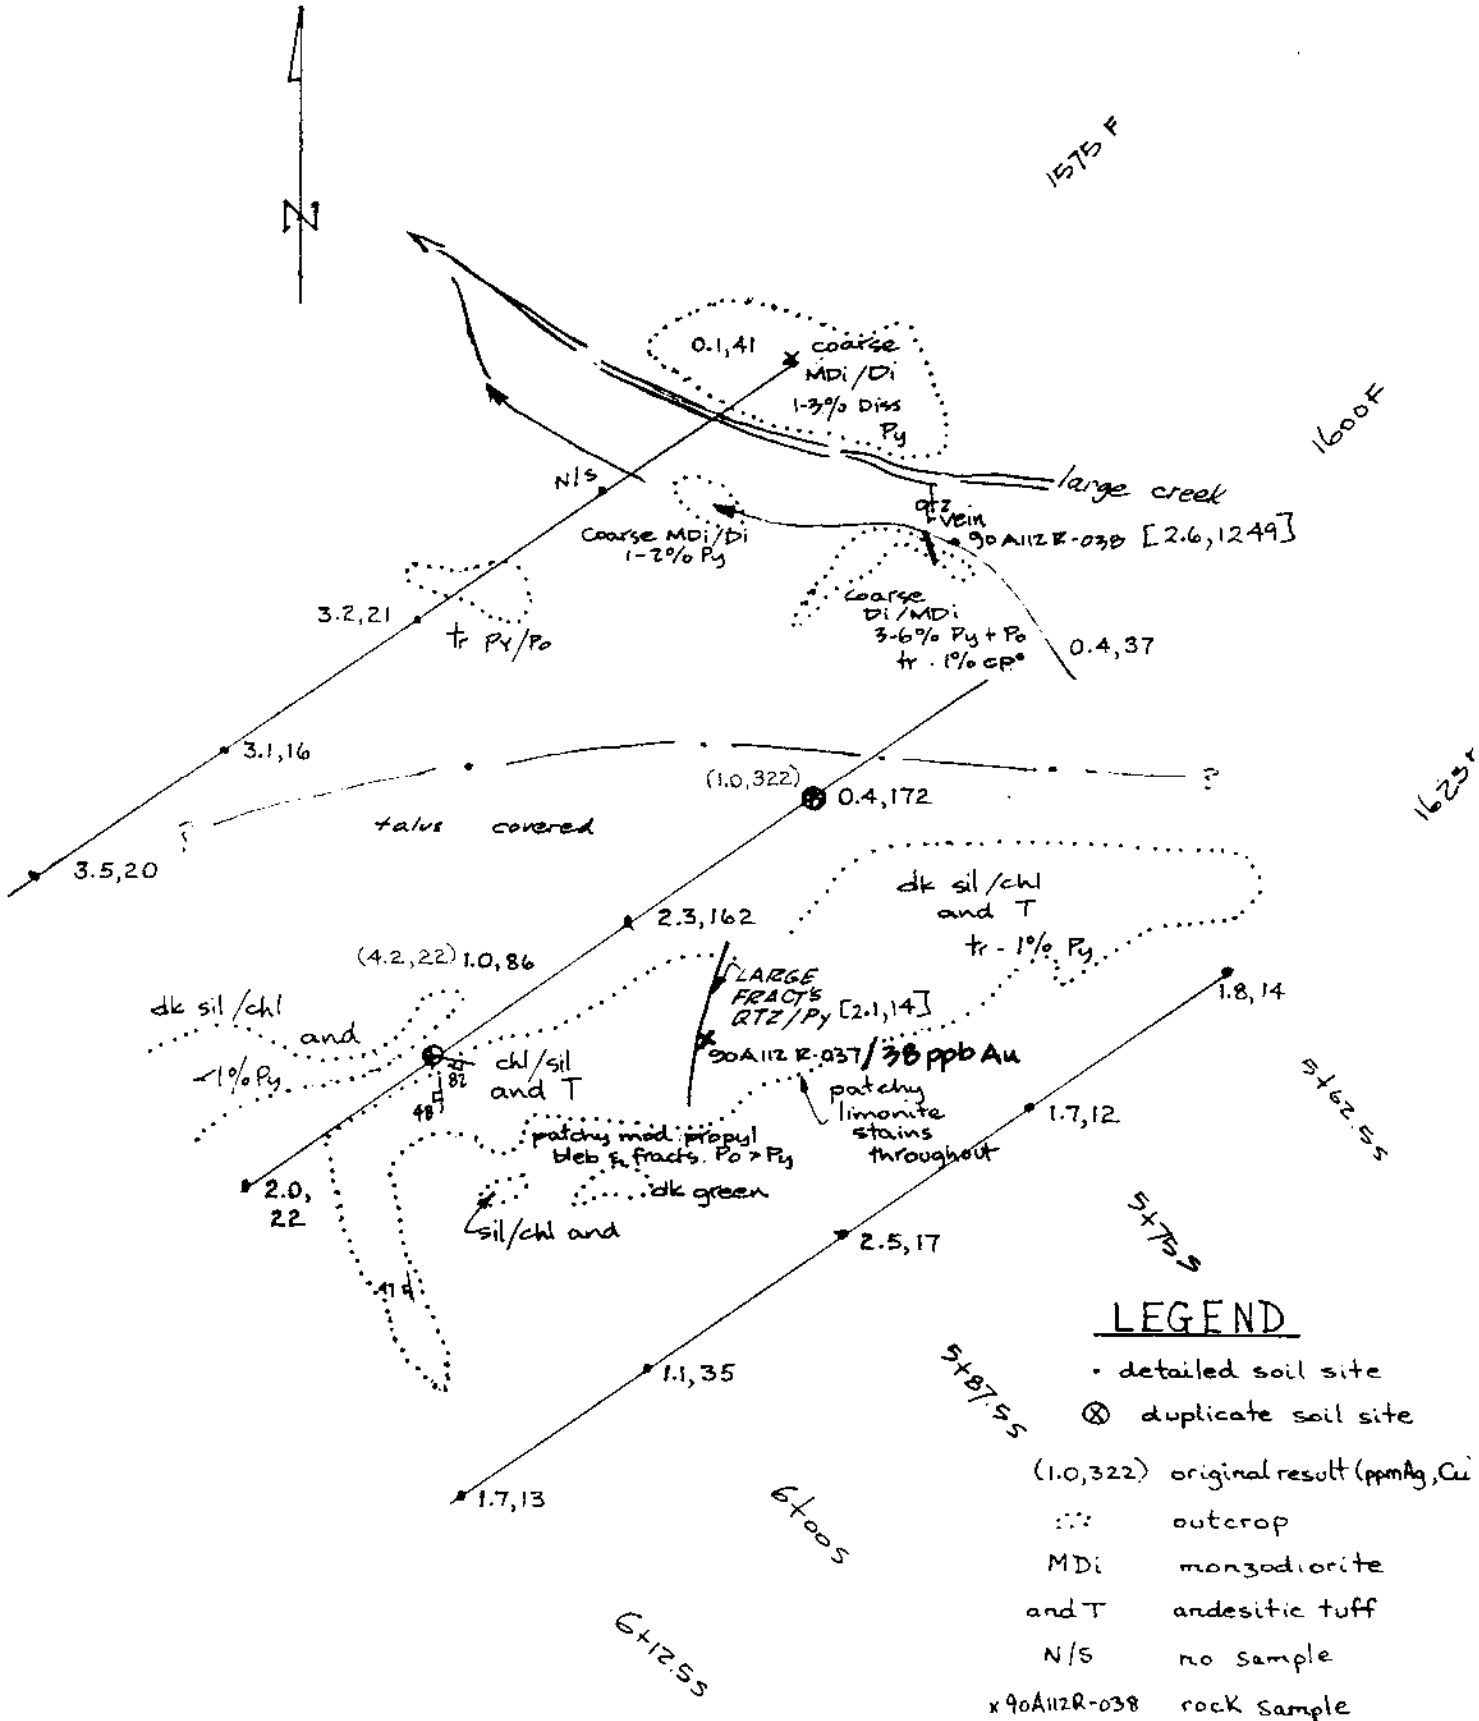 N
1575 F
0.1,41
coarse
MDi/Di
1-3% Diss
Py
1600F
large creek
N/S
qtz
vein
Coarse MDi/Di
1-2% Py
90A112R-038 [2.6,1249]
3.2,21
tr Py/Po
coarse
Di/MDi
3-6% Py + Po
tr - 1% cp
0.4,37
3.1,16
(1.0,322)
0.4,172
?
?
talus covered
3.5,20
dk sil/chl
and T
tr - 1% Py
2.3,162
(4.2,22) 1.0,86
LARGE
FRACTS
QTZ/Py [2.1,14]
1.8,14
dk sil/chl
and
<1% Py
90A112R-037/38ppb Au
chl/sil
and T
82
48
patchy
limonite
stains
throughout
1.7,12
5+62.5S
patchy mod. propyl
bleb & fracts. Po > Py
dk green
2.0,
22
sil/chl and
2.5,17
5+75S
47
1.1,35
5+87.5S
1.7,13
6+00S
6+12.5S
LEGEND
• detailed soil site
⊗ duplicate soil site
(1.0,322) original result (ppmAg,Cu
outcrop
MDi monzodiorite
and T andesitic tuff
N/S no sample
x 90A112R-038 rock sample